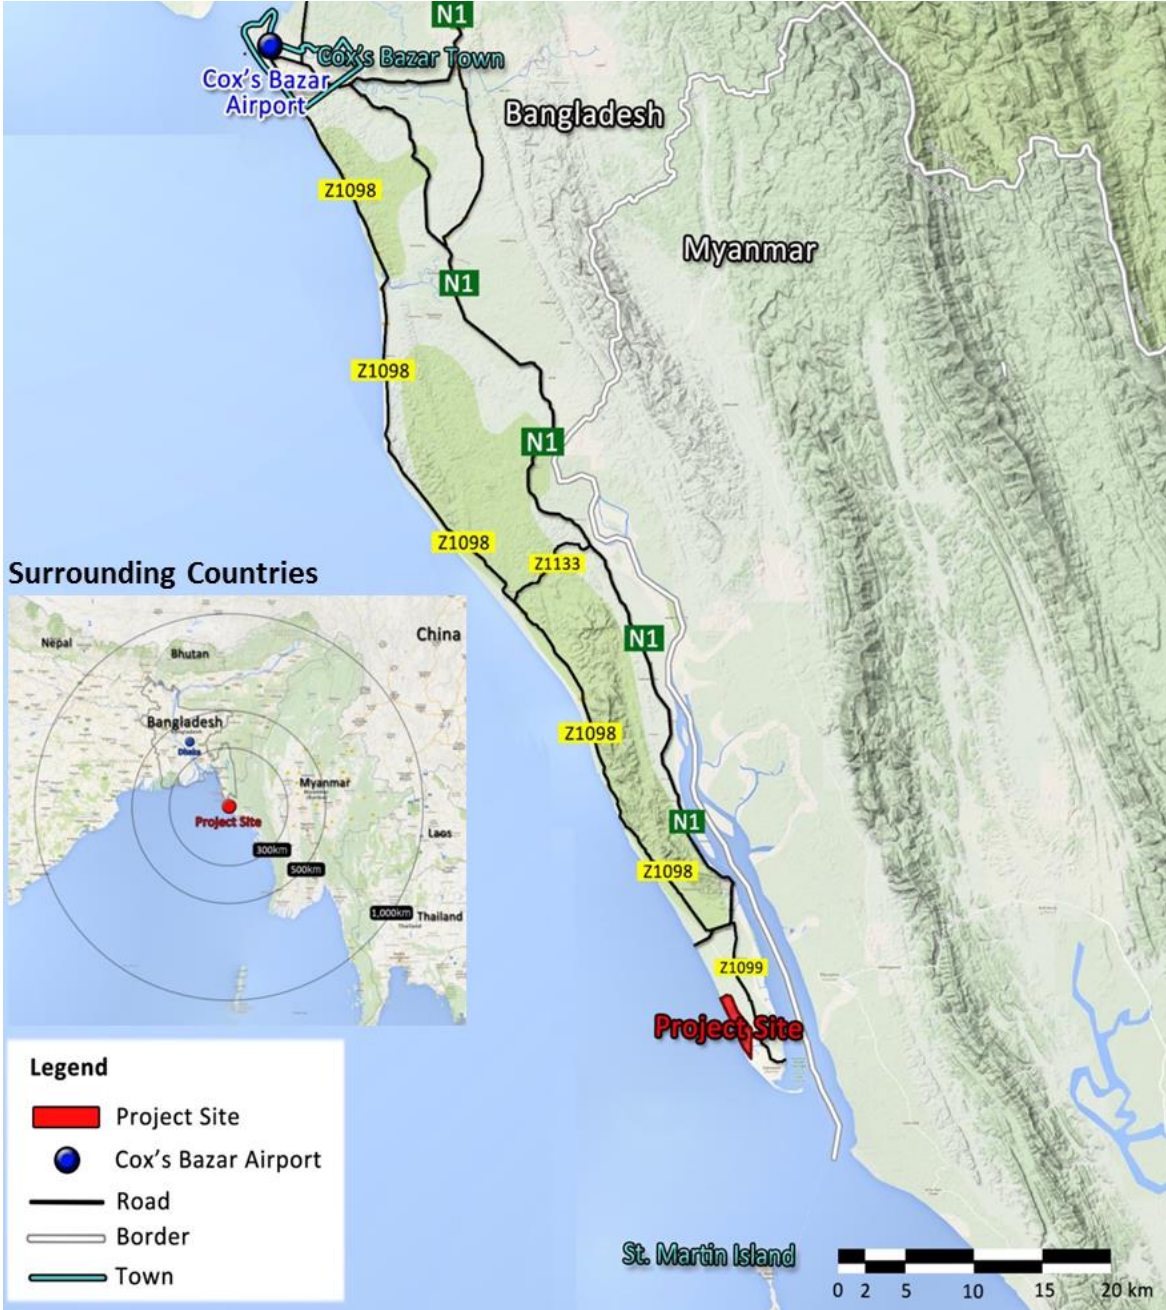 N1
Cox's Bazar Town
Cox's Bazar
Airport
Bangladesh
Z1098
Myanmar
N1
Z1098
N1
Z1098
Z1133
Surrounding Countries
N1
China
Nepal
Bhutan
Bangladesh
Dhaka
Z1098
Myanmar
Project Site
Laos
300km
500km
N1
Z1098
1,000km
Thailand
Thailand
Z1099
Project Site
Legend
Project Site
Cox's Bazar Airport
Road
Border
Town
St. Martin Island
0 2 5 10 15 20 km